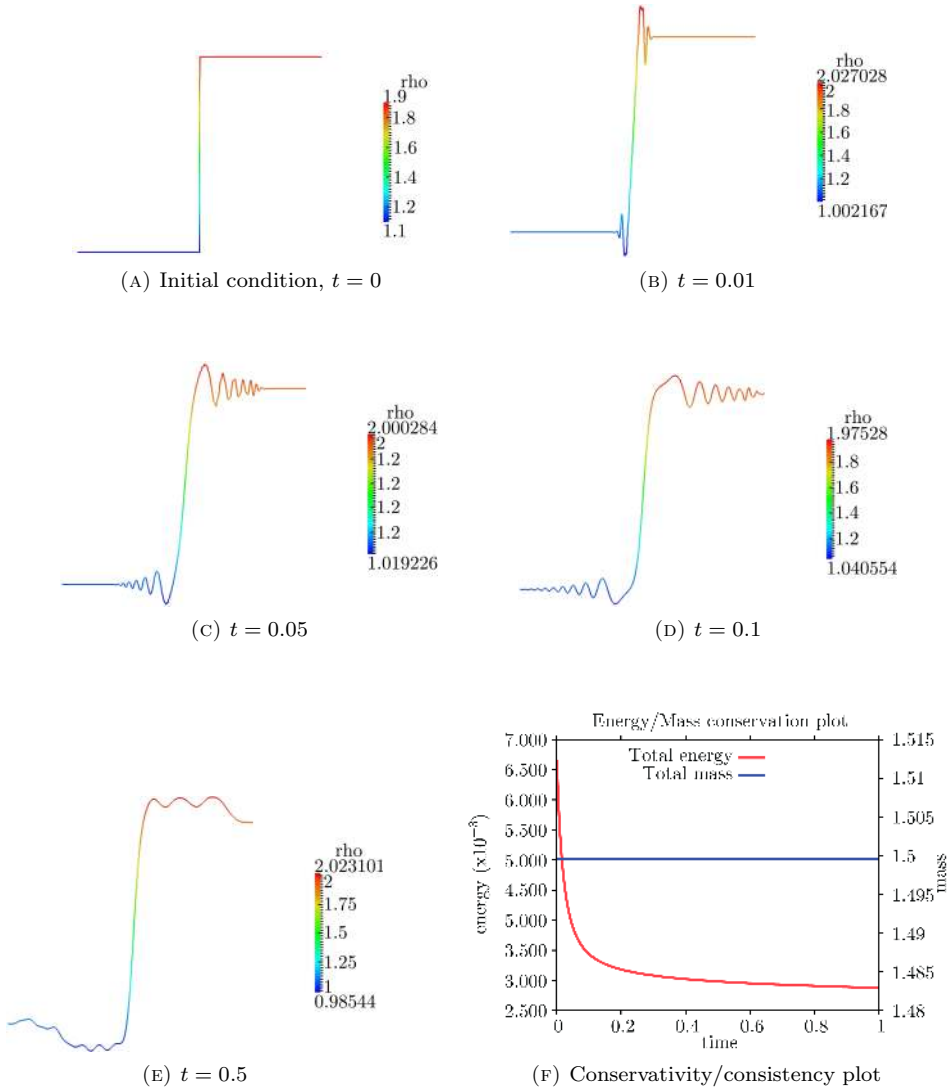 rho
1.9
1.8
1.6
1.4
1.2
1.1
(A) Initial condition, t = 0
rho
2.027028
2
1.8
1.6
1.4
1.2
1.002167
(B) t = 0.01
rho
2.000284
2
1.2
1.2
1.2
1.2
1.019226
(C) t = 0.05
rho
1.97528
1.8
1.6
1.4
1.2
1.040554
(D) t = 0.1
rho
2.023101
2
1.75
1.5
1.25
1
0.98544
(E) t = 0.5
Energy/Mass conservation plot
Total energy
Total mass
energy (x10⁻³)
7.000
6.500
6.000
5.500
5.000
4.500
5.000
3.500
3.000
2.500
0 0.2 0.4 0.6 0.8 1
time
1.515
1.51
1.505
1.5
1.495
1.49
1.485
1.48
mass
(F) Conservativity/consistency plot